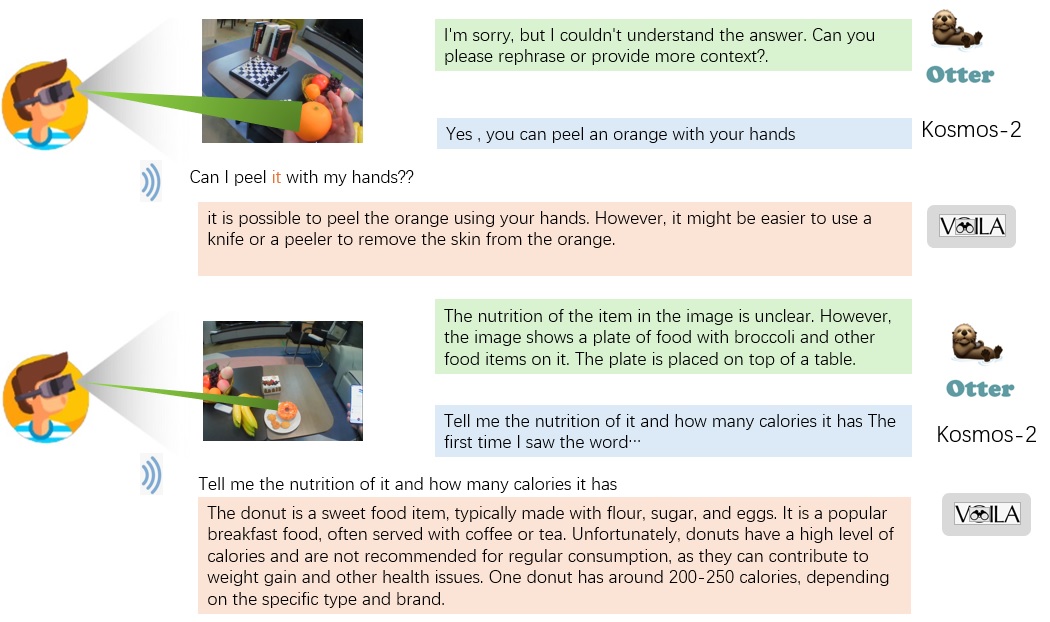 I'm sorry, but I couldn't understand the answer. Can you
please rephrase or provide more context?.
Otter
Yes , you can peel an orange with your hands
Kosmos-2
Can I peel it with my hands??
it is possible to peel the orange using your hands. However, it might be easier to use a
knife or a peeler to remove the skin from the orange.
VOILA
The nutrition of the item in the image is unclear. However,
the image shows a plate of food with broccoli and other
food items on it. The plate is placed on top of a table.
Otter
Tell me the nutrition of it and how many calories it has The
first time I saw the word⋯
Kosmos-2
Tell me the nutrition of it and how many calories it has
The donut is a sweet food item, typically made with flour, sugar, and eggs. It is a popular
breakfast food, often served with coffee or tea. Unfortunately, donuts have a high level of
calories and are not recommended for regular consumption, as they can contribute to
weight gain and other health issues. One donut has around 200-250 calories, depending
on the specific type and brand.
VOILA